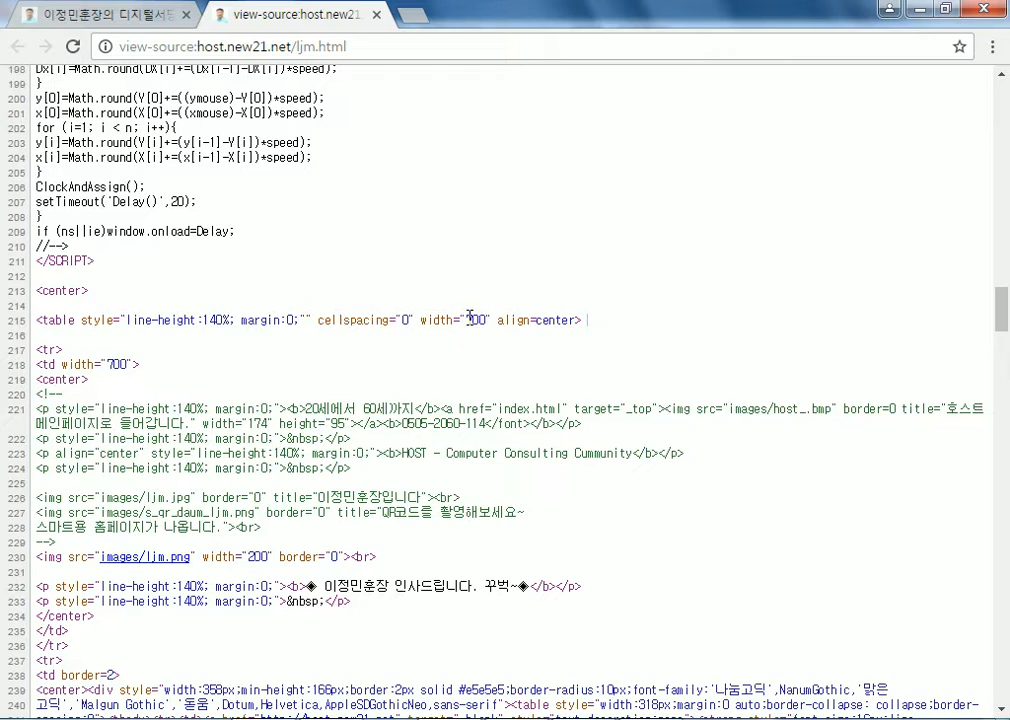 이정민훈장의 디지털서당
view-source:host.new21.
view-source:host.new21.net/ljm.html
198 Dx[i]=Math.round(DX[i]+=(Dx[i-1]-DX[i])*speed);
199 }
200 y[0]=Math.round(Y[0]+=((ymouse)-Y[0])*speed);
201 x[0]=Math.round(X[0]+=((xmouse)-X[0])*speed);
202 for (i=1; i < n; i++){
203 y[i]=Math.round(Y[i]+=(y[i-1]-Y[i])*speed);
204 x[i]=Math.round(X[i]+=(x[i-1]-X[i])*speed);
205 }
206 ClockAndAssign();
207 setTimeout('Delay()',20);
208 }
209 if (ns||ie)window.onload=Delay;
210 //-->
211 </SCRIPT>
212
213 <center>
214
215 <table style="line-height:140%; margin:0;"" cellspacing="0" width="700" align=center>
216
217 <tr>
218 <td width="700">
219 <center>
220 <!--
221 <p style="line-height:140%; margin:0;"><b>20세에서 60세까지</b><a href="index.html" target="_top"><img src="images/host_.bmp" border=0 title="호스트
메인페이지로 들어갑니다." width="174" height="95"></a><b>0505-2060-114</font></b></p>
222 <p style="line-height:140%; margin:0;">&nbsp;</p>
223 <p align="center" style="line-height:140%; margin:0;"><b>HOST - Computer Consulting Cummunity</b></p>
224 <p style="line-height:140%; margin:0;">&nbsp;</p>
225
226 <img src="images/ljm.jpg" border="0" title="이정민훈장입니다"><br>
227 <img src="images/s_qr_daum_ljm.png" border="0" title="QR코드를 촬영해보세요~
228 스마트용 홈페이지가 나옵니다."><br>
229 -->
230 <img src="images/ljm.png" width="200" border="0"><br>
231
232 <p style="line-height:140%; margin:0;"><b>◈ 이정민훈장 인사드립니다. 꾸벅~◈</b></p>
233 <p style="line-height:140%; margin:0;">&nbsp;</p>
234 </center>
235 </td>
236 </tr>
237 <tr>
238 <td border=2>
239 <center><div style="width:358px;min-height:166px;border:2px solid #e5e5e5;border-radius:10px;font-family:'나눔고딕',NanumGothic,'맑은
240 고딕','Malgun Gothic','돋움',Dotum,Helvetica,AppleSDGothicNeo,sans-serif"><table style="width:318px;margin:0 auto;border-collapse: collapse;border-